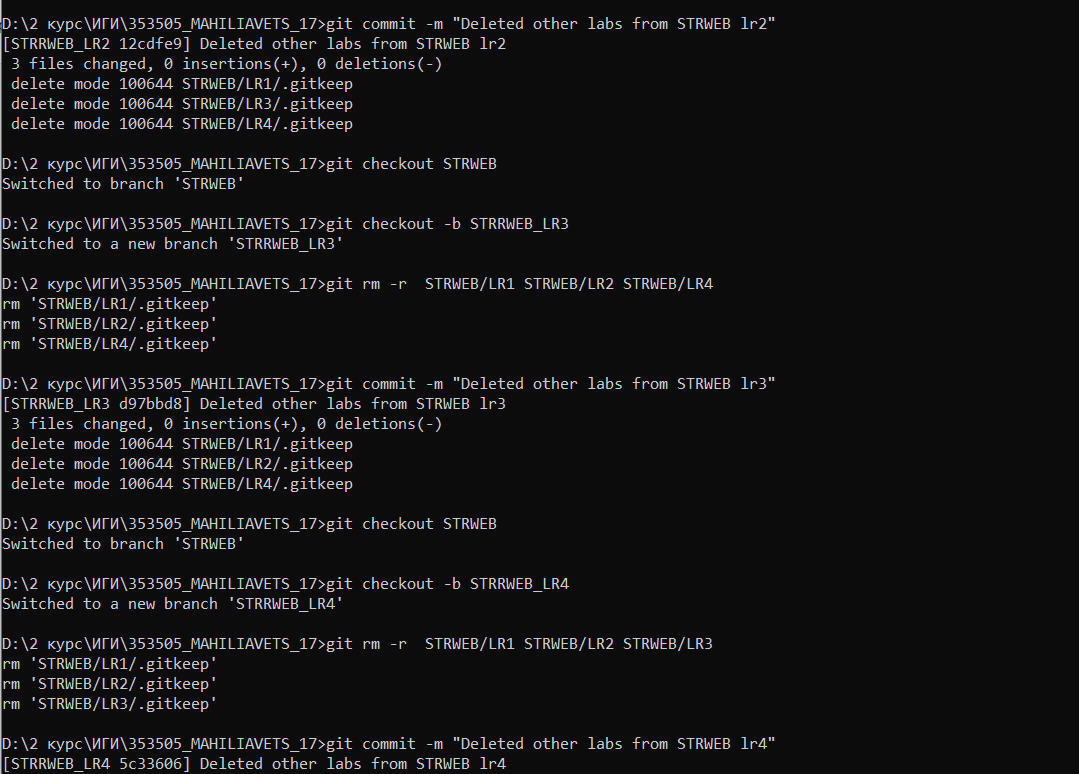 D:\2 курс\ИГИ\353505_MAHILIAVETS_17>git commit -m "Deleted other labs from STRWEB lr2"
[STRRWEB_LR2 12cdfe9] Deleted other labs from STRWEB lr2
 3 files changed, 0 insertions(+), 0 deletions(-)
 delete mode 100644 STRWEB/LR1/.gitkeep
 delete mode 100644 STRWEB/LR3/.gitkeep
 delete mode 100644 STRWEB/LR4/.gitkeep

D:\2 курс\ИГИ\353505_MAHILIAVETS_17>git checkout STRWEB
Switched to branch 'STRWEB'

D:\2 курс\ИГИ\353505_MAHILIAVETS_17>git checkout -b STRRWEB_LR3
Switched to a new branch 'STRRWEB_LR3'

D:\2 курс\ИГИ\353505_MAHILIAVETS_17>git rm -r  STRWEB/LR1 STRWEB/LR2 STRWEB/LR4
rm 'STRWEB/LR1/.gitkeep'
rm 'STRWEB/LR2/.gitkeep'
rm 'STRWEB/LR4/.gitkeep'

D:\2 курс\ИГИ\353505_MAHILIAVETS_17>git commit -m "Deleted other labs from STRWEB lr3"
[STRRWEB_LR3 d97bbd8] Deleted other labs from STRWEB lr3
 3 files changed, 0 insertions(+), 0 deletions(-)
 delete mode 100644 STRWEB/LR1/.gitkeep
 delete mode 100644 STRWEB/LR2/.gitkeep
 delete mode 100644 STRWEB/LR4/.gitkeep

D:\2 курс\ИГИ\353505_MAHILIAVETS_17>git checkout STRWEB
Switched to branch 'STRWEB'

D:\2 курс\ИГИ\353505_MAHILIAVETS_17>git checkout -b STRRWEB_LR4
Switched to a new branch 'STRRWEB_LR4'

D:\2 курс\ИГИ\353505_MAHILIAVETS_17>git rm -r  STRWEB/LR1 STRWEB/LR2 STRWEB/LR3
rm 'STRWEB/LR1/.gitkeep'
rm 'STRWEB/LR2/.gitkeep'
rm 'STRWEB/LR3/.gitkeep'

D:\2 курс\ИГИ\353505_MAHILIAVETS_17>git commit -m "Deleted other labs from STRWEB lr4"
[STRRWEB_LR4 5c33606] Deleted other labs from STRWEB lr4